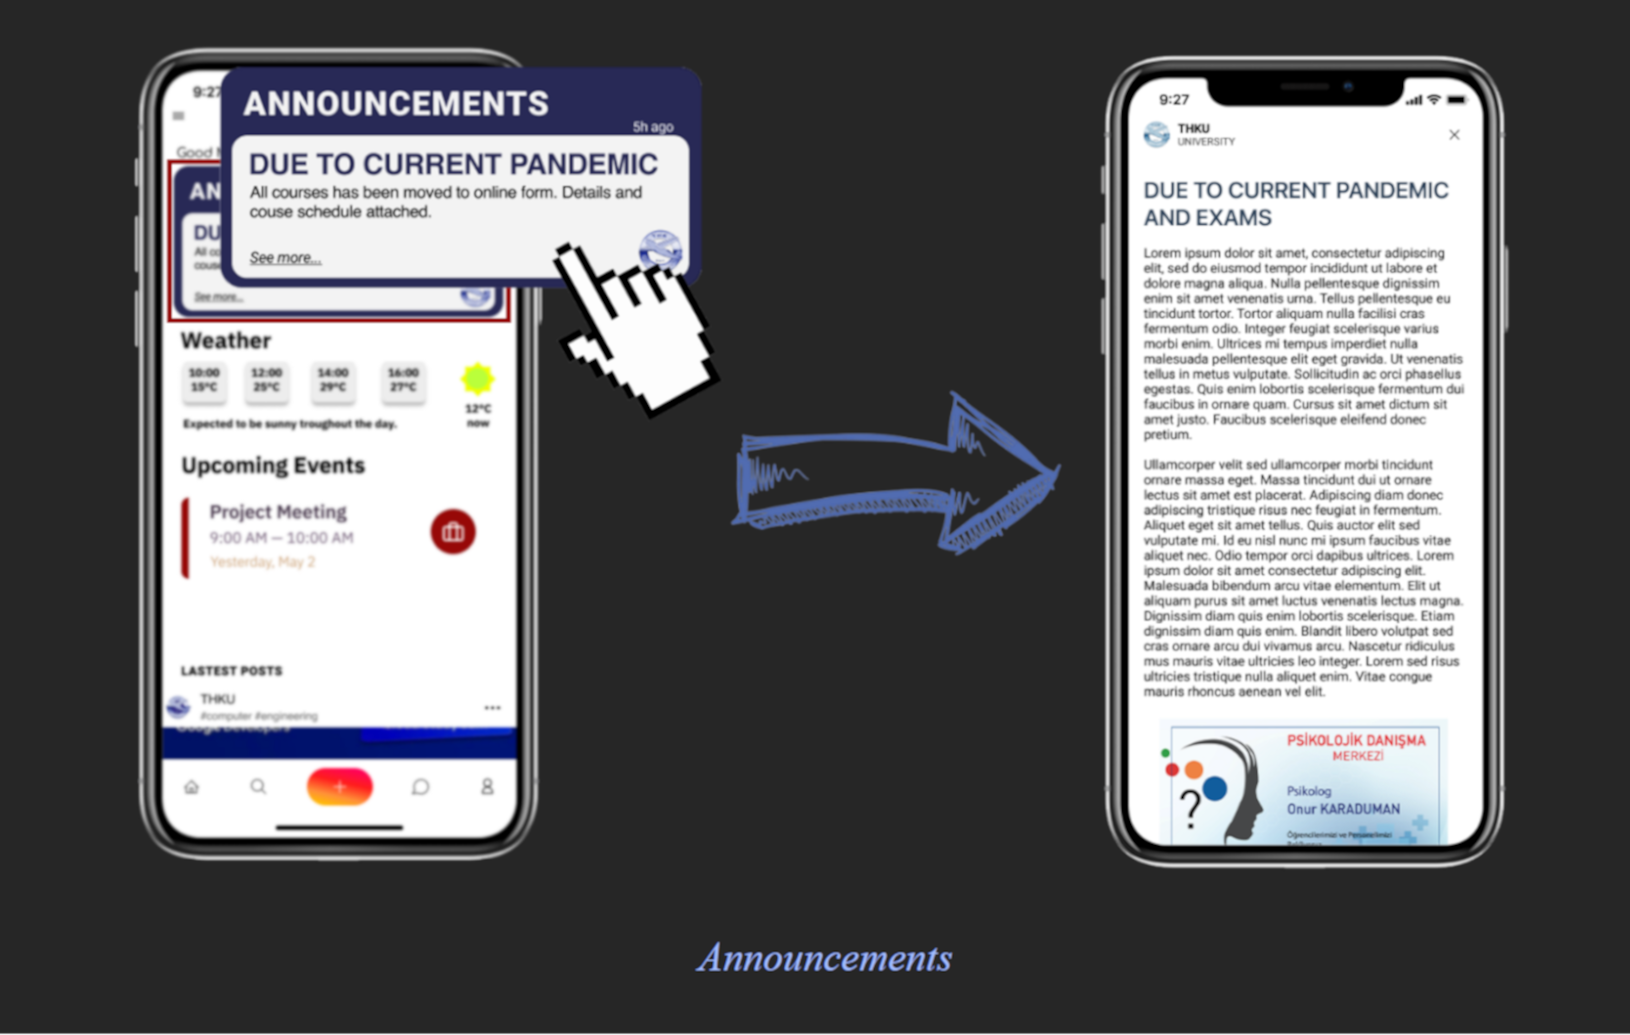 9:27
Good
ANNOUNCEMENTS
5h ago
DUE TO CURRENT PANDEMIC
All courses has been moved to online form. Details and
couse schedule attached.
See more...
AN
DU
All co
couse
See more...
Weather
10:00 12:00 14:00 16:00
15°C 25°C 29°C 27°C
12°C
now
Expected to be sunny troughout the day.
Upcoming Events
Project Meeting
9:00 AM — 10:00 AM
Yesterday, May 2
LASTEST POSTS
THKU
#computer #engineering
9:27
THKU
UNIVERSITY
DUE TO CURRENT PANDEMIC
AND EXAMS
Lorem ipsum dolor sit amet, consectetur adipiscing
elit, sed do eiusmod tempor incididunt ut labore et
dolore magna aliqua. Nulla pellentesque dignissim
enim sit amet venenatis urna. Tellus pellentesque eu
tincidunt tortor. Tortor aliquam nulla facilisi cras
fermentum odio. Integer feugiat scelerisque varius
morbi enim. Ultrices mi tempus imperdiet nulla
malesuada pellentesque elit eget gravida. Ut venenatis
tellus in metus vulputate. Sollicitudin ac orci phasellus
egestas. Quis enim lobortis scelerisque fermentum dui
faucibus in ornare quam. Cursus sit amet dictum sit
amet justo. Faucibus scelerisque eleifend donec
pretium.
Ullamcorper velit sed ullamcorper morbi tincidunt
ornare massa eget. Massa tincidunt dui ut ornare
lectus sit amet est placerat. Adipiscing diam donec
adipiscing tristique risus nec feugiat in fermentum.
Aliquet eget sit amet tellus. Quis auctor elit sed
vulputate mi. Id eu nisl nunc mi ipsum faucibus vitae
aliquet nec. Odio tempor orci dapibus ultrices. Lorem
ipsum dolor sit amet consectetur adipiscing elit.
Malesuada bibendum arcu vitae elementum. Elit ut
aliquam purus sit amet luctus venenatis lectus magna.
Dignissim diam quis enim lobortis scelerisque. Etiam
dignissim diam quis enim. Blandit libero volutpat sed
cras ornare arcu dui vivamus arcu. Nascetur ridiculus
mus mauris vitae ultricies leo integer. Lorem sed risus
ultricies tristique nulla aliquet enim. Vitae congue
mauris rhoncus aenean vel elit.
PSİKOLOJİK DANIŞMA
MERKEZİ
Psikolog
Onur KARADUMAN
Öğrencilerimizi ve Personelimizi
?
Announcements